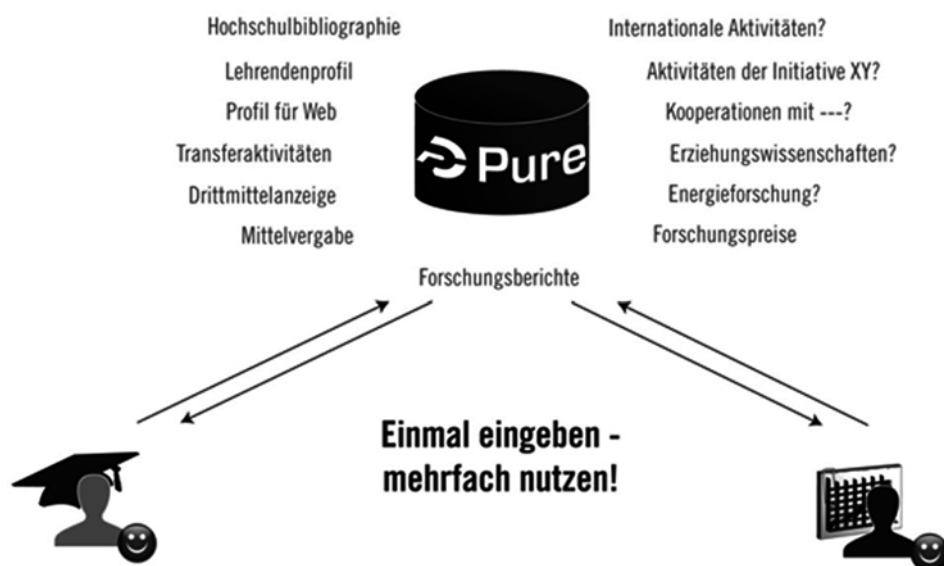 Hochschulbibliographie
Lehrendenprofil
Profil für Web
Transferaktivitäten
Drittmittelanzeige
Mittelvergabe
Pure
Internationale Aktivitäten?
Aktivitäten der Initiative XY?
Kooperationen mit ---?
Erziehungswissenschaften?
Energieforschung?
Forschungspreise
Forschungsberichte
Einmal eingeben -
mehrfach nutzen!